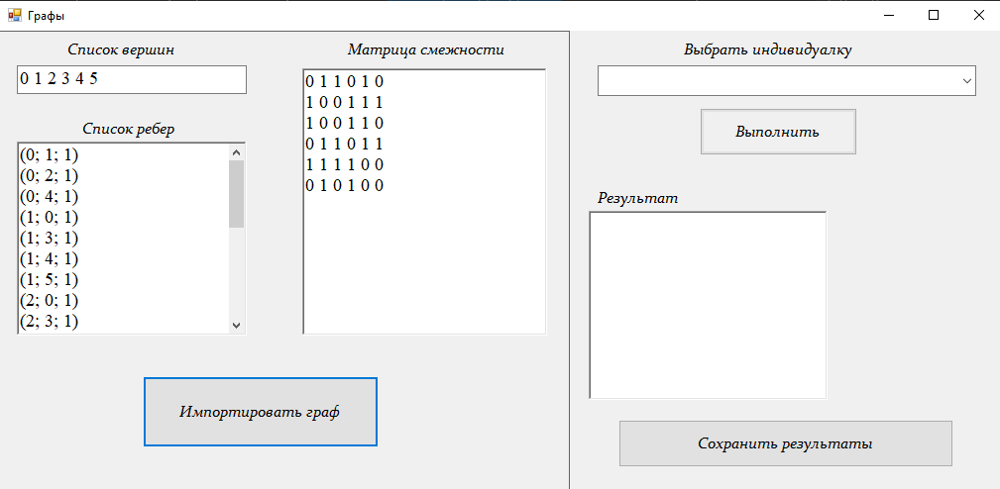 Графы
Список вершин
0 1 2 3 4 5
Список ребер
(0; 1; 1)
(0; 2; 1)
(0; 4; 1)
(1; 0; 1)
(1; 3; 1)
(1; 4; 1)
(1; 5; 1)
(2; 0; 1)
(2; 3; 1)
Матрица смежности
0 1 1 0 1 0
1 0 0 1 1 1
1 0 0 1 1 0
0 1 1 0 1 1
1 1 1 1 0 0
0 1 0 1 0 0
Импортировать граф
Выбрать индивидуалку
Выполнить
Результат
Сохранить результаты